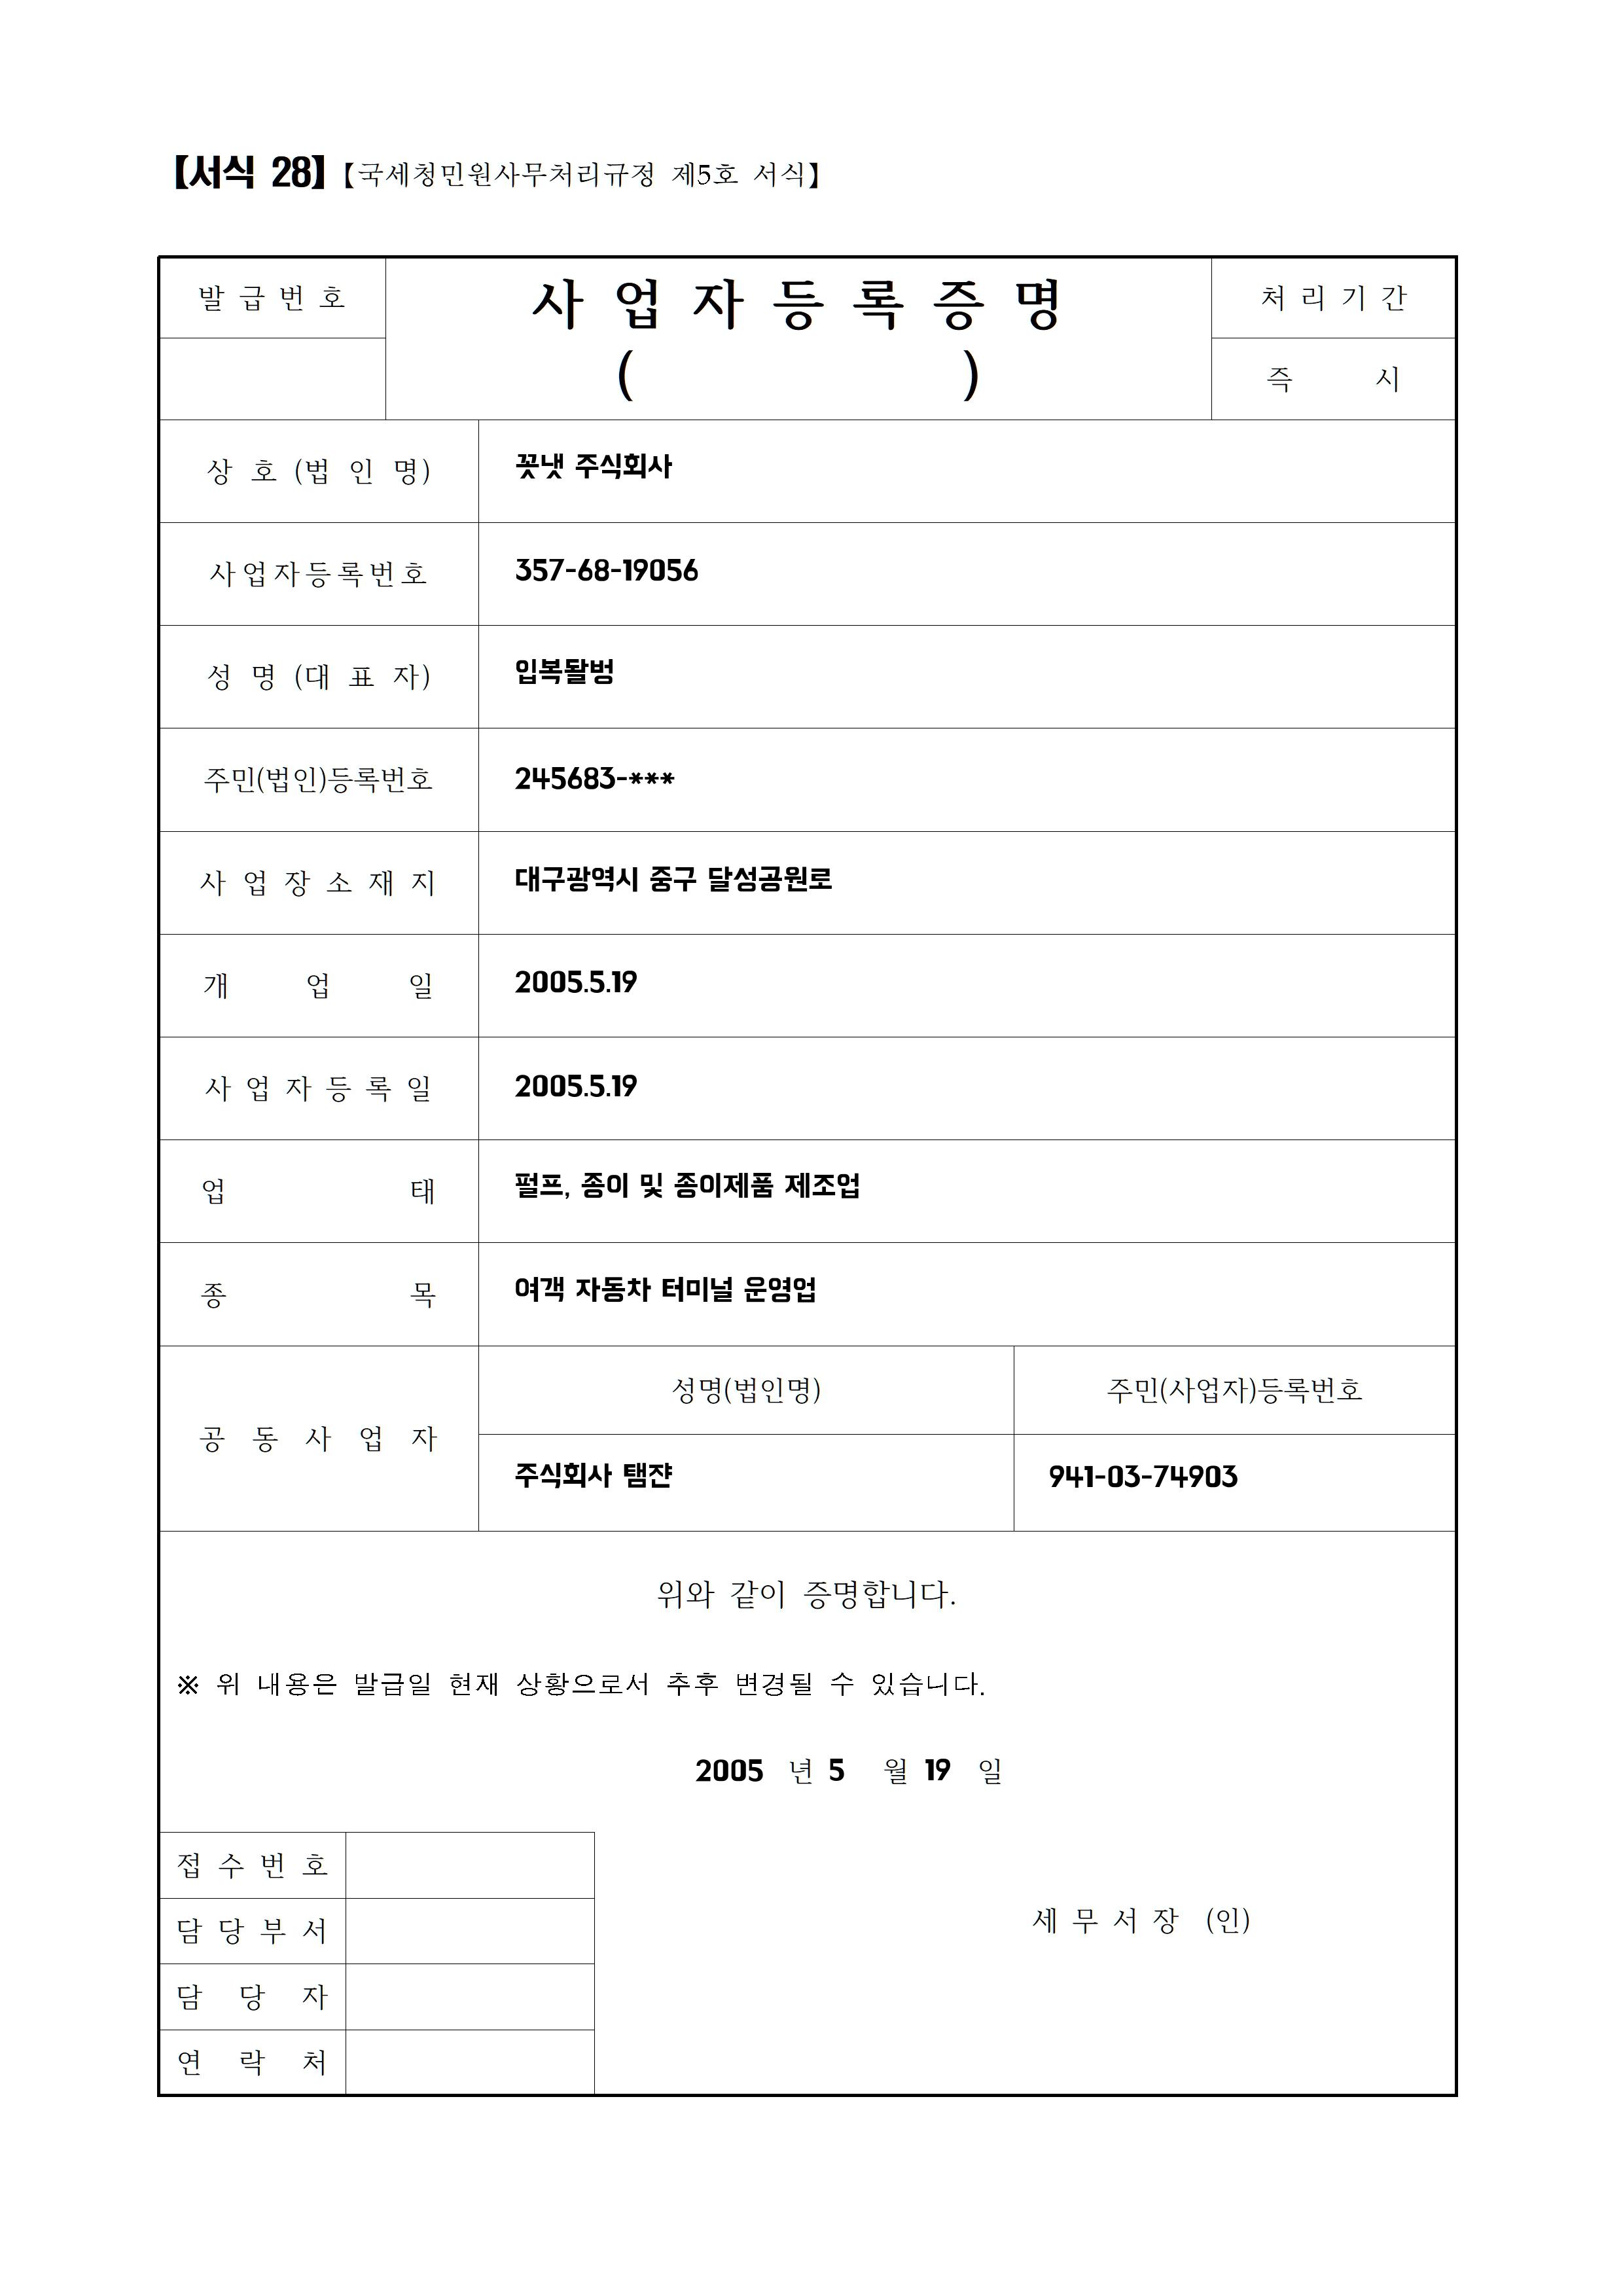 【서식 28】【국세청민원사무처리규정 제5호 서식】
발급번호
사업자등록증명
( )
처리기간
즉 시
상 호 (법 인 명) 꼿냇 주식회사
사업자등록번호 357-68-19056
성 명 (대 표 자) 입복돨벙
주민(법인)등록번호 245683-***
사 업 장 소 재 지 대구광역시 중구 달성공원로
개 업 일 2005.5.19
사 업 자 등 록 일 2005.5.19
업 태 펄프, 종이 및 종이제품 제조업
종 목 여객 자동차 터미널 운영업
공 동 사 업 자
성명(법인명) 주민(사업자)등록번호
주식회사 탬쟌 941-03-74903
위와 같이 증명합니다.
※ 위 내용은 발급일 현재 상황으로서 추후 변경될 수 있습니다.
2005 년 5 월 19 일
접 수 번 호
담 당 부 서
세 무 서 장 (인)
담 당 자
연 락 처